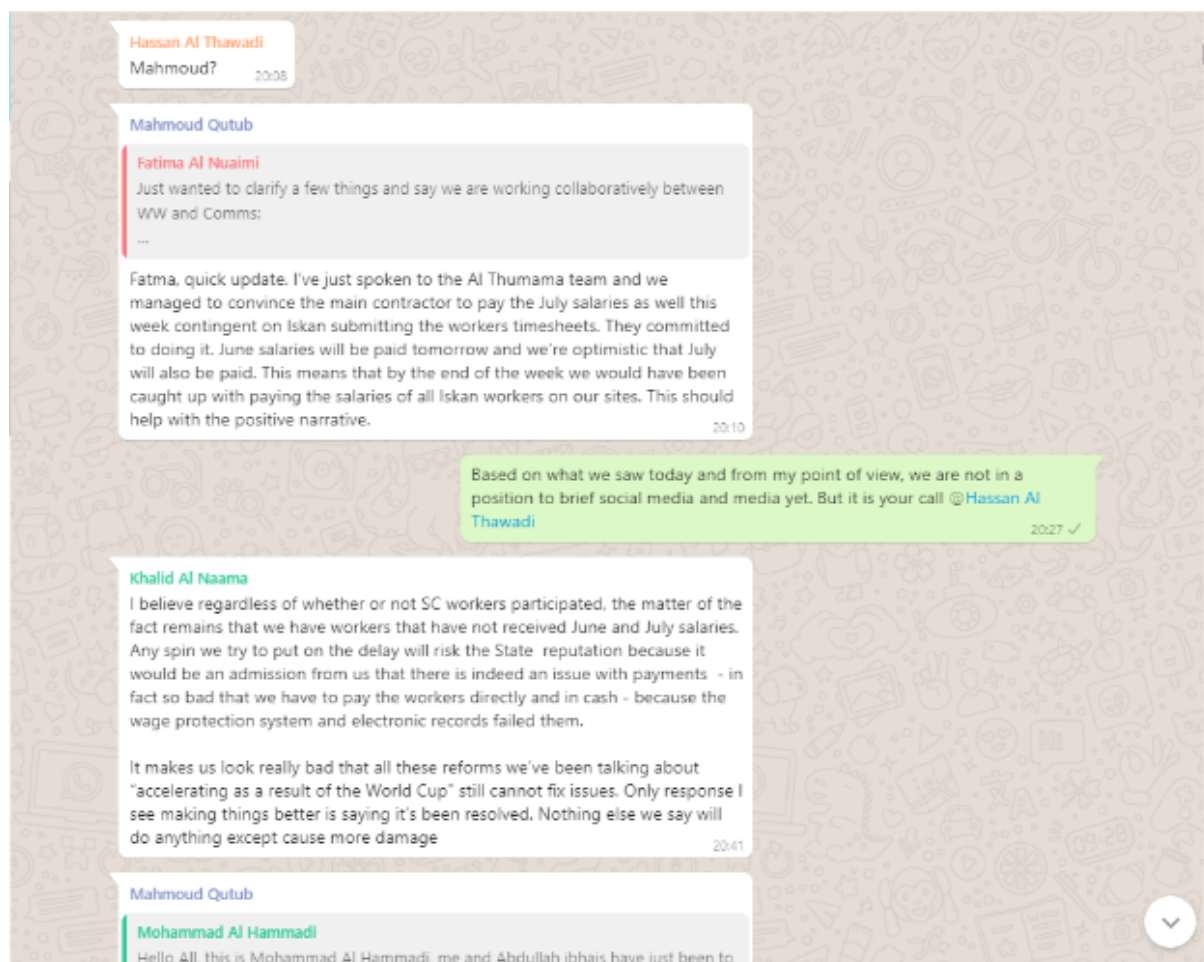 Hassan Al Thawadi
Mahmoud?
20:08
Mahmoud Qutub
Fatima Al Nuaimi
Just wanted to clarify a few things and say we are working collaboratively between
WW and Comms:
...
Fatma, quick update. I've just spoken to the Al Thumama team and we
managed to convince the main contractor to pay the July salaries as well this
week contingent on Iskan submitting the workers timesheets. They committed
to doing it. June salaries will be paid tomorrow and we're optimistic that July
will also be paid. This means that by the end of the week we would have been
caught up with paying the salaries of all Iskan workers on our sites. This should
help with the positive narrative.
20:10
Based on what we saw today and from my point of view, we are not in a
position to brief social media and media yet. But it is your call @Hassan Al
Thawadi
20:27
Khalid Al Naama
I believe regardless of whether or not SC workers participated, the matter of the
fact remains that we have workers that have not received June and July salaries.
Any spin we try to put on the delay will risk the State reputation because it
would be an admission from us that there is indeed an issue with payments - in
fact so bad that we have to pay the workers directly and in cash - because the
wage protection system and electronic records failed them.
It makes us look really bad that all these reforms we've been talking about
"accelerating as a result of the World Cup" still cannot fix issues. Only response I
see making things better is saying it's been resolved. Nothing else we say will
do anything except cause more damage
20:41
Mahmoud Qutub
Mohammad Al Hammadi
Hello All, this is Mohammad Al Hammadi, me and Abdullah ibhais have just been to